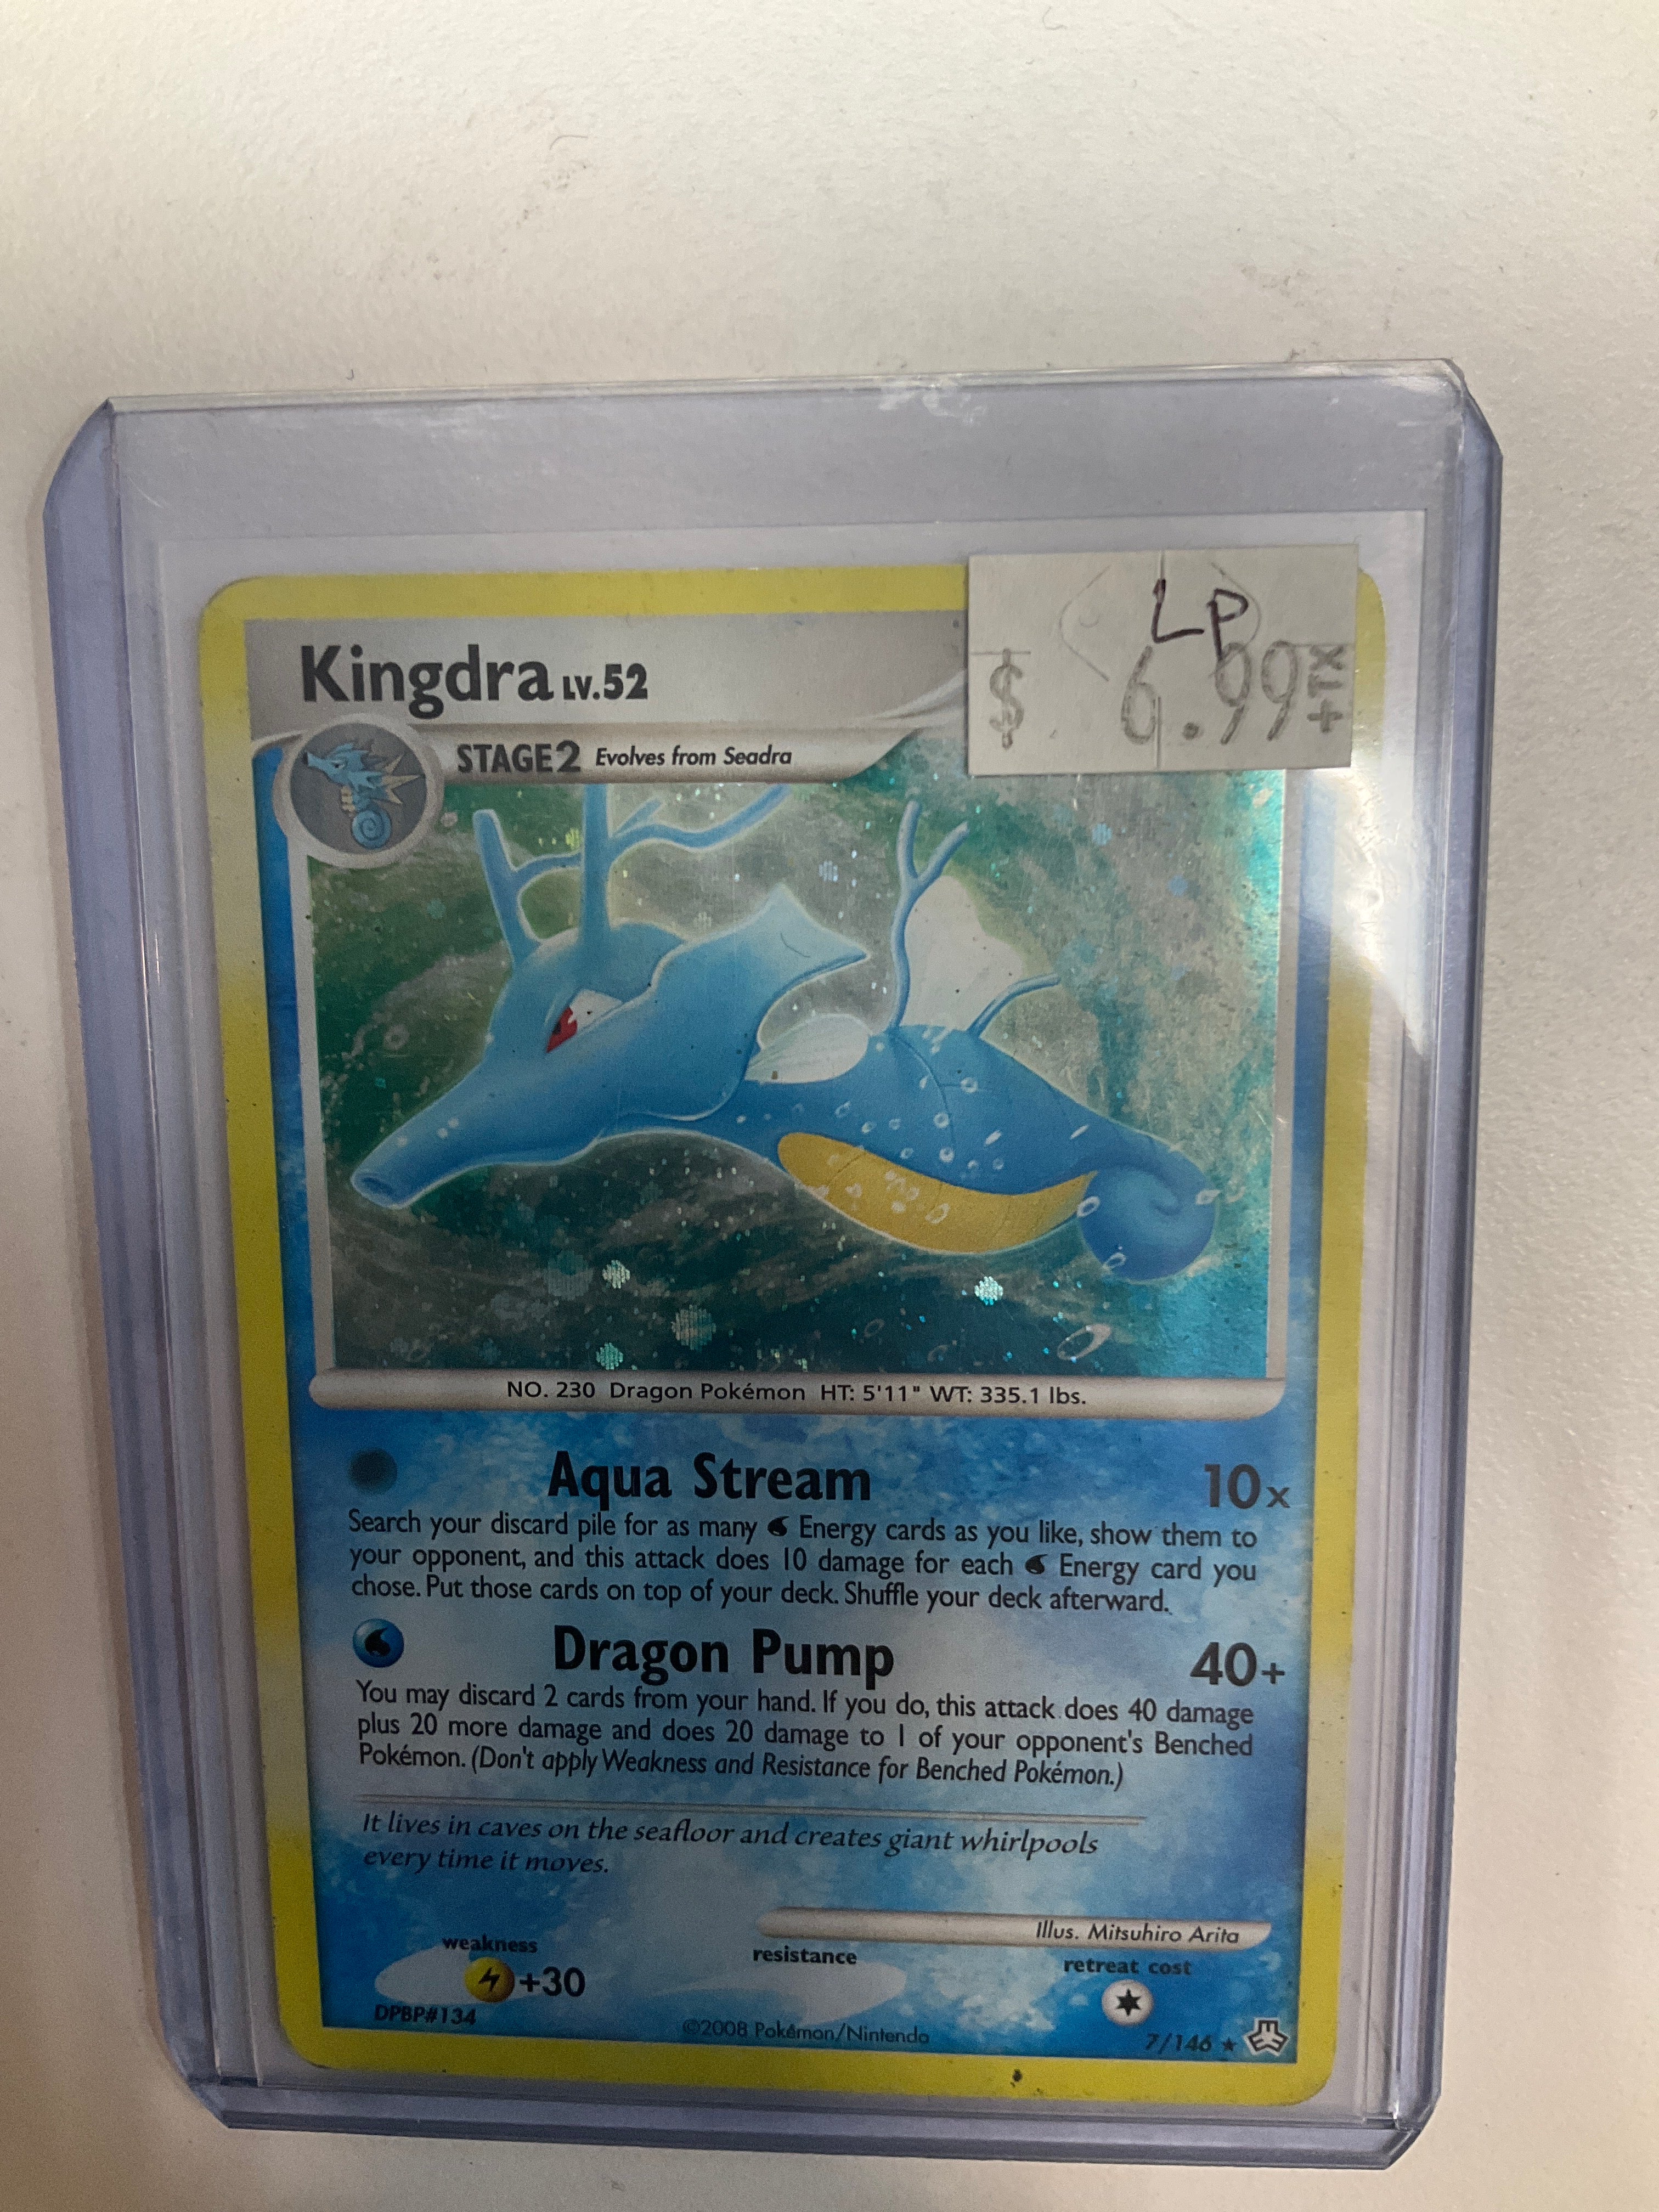 LP
$ 6.99 +TX
Kingdra LV.52
STAGE2 Evolves from Seadra
NO. 230 Dragon Pokémon HT: 5'11" WT: 335.1 lbs.
Aqua Stream 10x
Search your discard pile for as many Energy cards as you like, show them to
your opponent, and this attack does 10 damage for each Energy card you
chose. Put those cards on top of your deck. Shuffle your deck afterward.
Dragon Pump 40+
You may discard 2 cards from your hand. If you do, this attack does 40 damage
plus 20 more damage and does 20 damage to 1 of your opponent's Benched
Pokémon. (Don't apply Weakness and Resistance for Benched Pokémon.)
It lives in caves on the seafloor and creates giant whirlpools
every time it moves.
Illus. Mitsuhiro Arita
weakness resistance retreat cost
+30
DPBP#134
©2008 Pokémon/Nintendo
7/146 ★